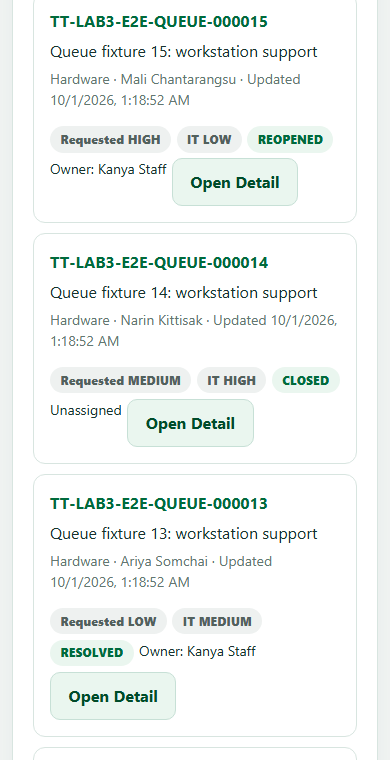 TT-LAB3-E2E-QUEUE-000015
Queue fixture 15: workstation support
Hardware · Mali Chantarangsu · Updated
10/1/2026, 1:18:52 AM
Requested HIGH IT LOW REOPENED
Owner: Kanya Staff Open Detail
TT-LAB3-E2E-QUEUE-000014
Queue fixture 14: workstation support
Hardware · Narin Kittisak · Updated 10/1/2026,
1:18:52 AM
Requested MEDIUM IT HIGH CLOSED
Unassigned Open Detail
TT-LAB3-E2E-QUEUE-000013
Queue fixture 13: workstation support
Hardware · Ariya Somchai · Updated
10/1/2026, 1:18:52 AM
Requested LOW IT MEDIUM
RESOLVED Owner: Kanya Staff
Open Detail